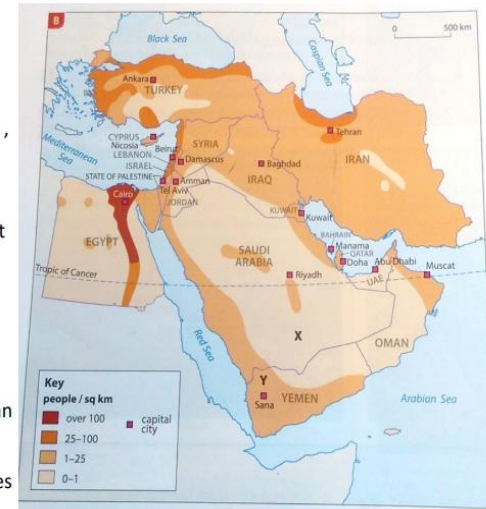 B
Black Sea
Caspian Sea
0 500 km
Ankara
TURKEY
,
Mediterranean Sea
CYPRUS
Nicosia
Beirut
LEBANON
ISRAEL
STATE OF PALESTINE
Tel Aviv
SYRIA
Damascus
Amman
JORDAN
Baghdad
IRAQ
Tehran
IRAN
Cairo
EGYPT
t
KUWAIT
Kuwait
BAHRAIN
Manama
QATAR
Doha
Abu Dhabi
UAE
Muscat
SAUDI
ARABIA
Riyadh
Tropic of Cancer
Red Sea
X
OMAN
Y
Sana
YEMEN
Arabian Sea
Key
people / sq km
over 100
25–100
1–25
0–1
capital
city
an
es